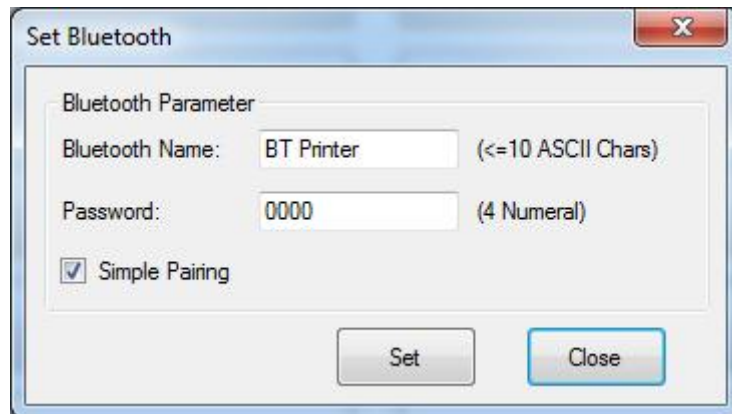 Set Bluetooth
Bluetooth Parameter
Bluetooth Name: BT Printer (<=10 ASCII Chars)
Password: 0000 (4 Numeral)
Simple Pairing
Set Close